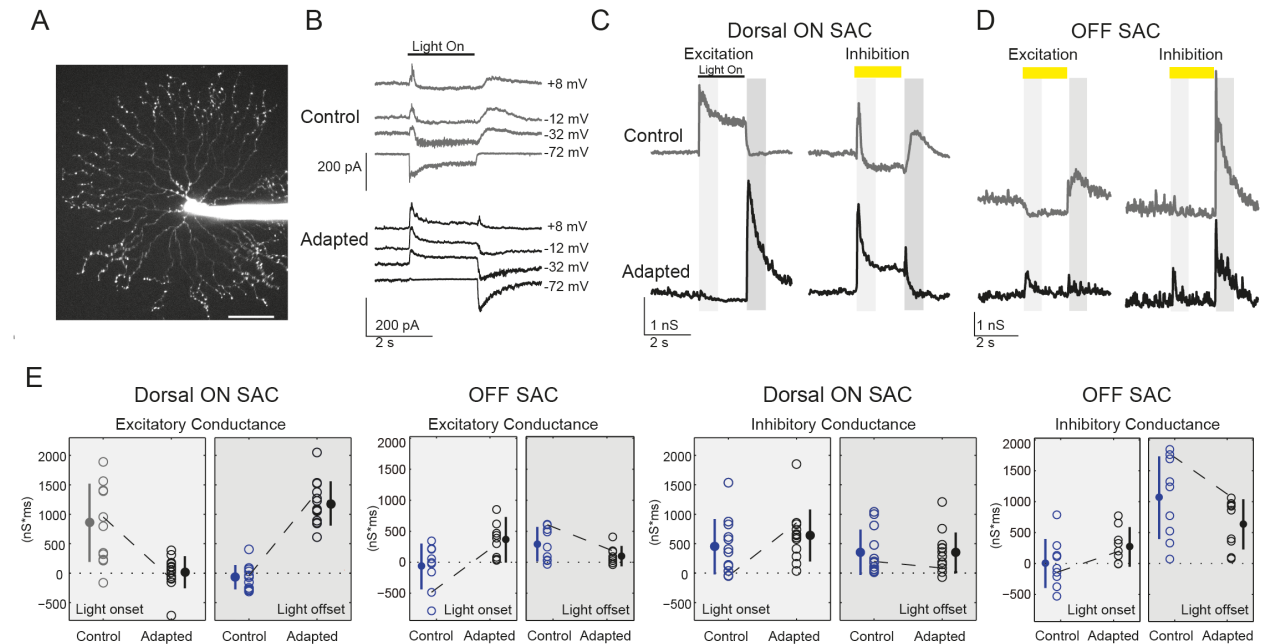 A
B
Light On
Control
+8 mV
-12 mV
-32 mV
-72 mV
200 pA
Adapted
+8 mV
-12 mV
-32 mV
-72 mV
200 pA
2 s
C
Dorsal ON SAC
Excitation
Inhibition
Light On
Control
Adapted
1 nS
2 s
D
OFF SAC
Excitation
Inhibition
1 nS
2 s
E
Dorsal ON SAC
Excitatory Conductance
2000
1500
1000
500
0
−500
(nS*ms)
Light onset
Light offset
Control
Adapted
Control
Adapted
OFF SAC
Excitatory Conductance
2000
1500
1000
500
0
-500
(nS*ms)
Light onset
Light offset
Control
Adapted
Control
Adapted
Dorsal ON SAC
Inhibitory Conductance
2000
1500
1000
500
0
−500
(nS*ms)
Light onset
Light offset
Control
Adapted
Control
Adapted
OFF SAC
Inhibitory Conductance
2000
1500
1000
500
0
−500
(nS*ms)
Light onset
Light offset
Control
Adapted
Control
Adapted